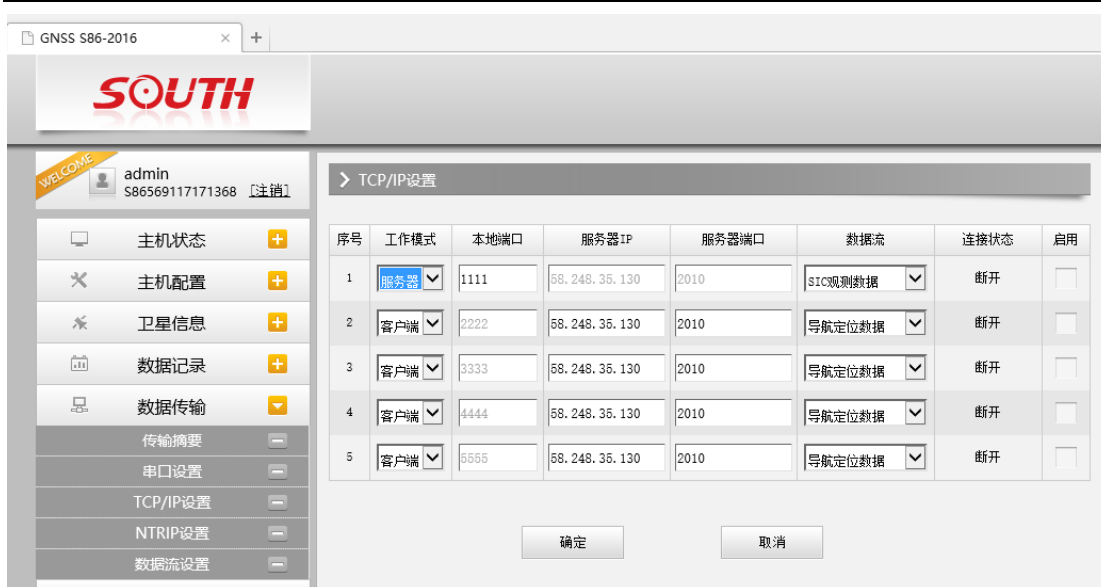 GNSS S86-2016
SOUTH
WELCOME
admin
S86569117171368 [注销]
主机状态
主机配置
卫星信息
数据记录
数据传输
传输摘要
串口设置
TCP/IP设置
NTRIP设置
数据流设置
TCP/IP设置
序号 工作模式 本地端口 服务器IP 服务器端口 数据流 连接状态 启用
1 服务器 1111 58.248.35.130 2010 SIC观测数据 断开
2 客户端 2222 58.248.35.130 2010 导航定位数据 断开
3 客户端 3333 58.248.35.130 2010 导航定位数据 断开
4 客户端 4444 58.248.35.130 2010 导航定位数据 断开
5 客户端 5555 58.248.35.130 2010 导航定位数据 断开
确定 取消